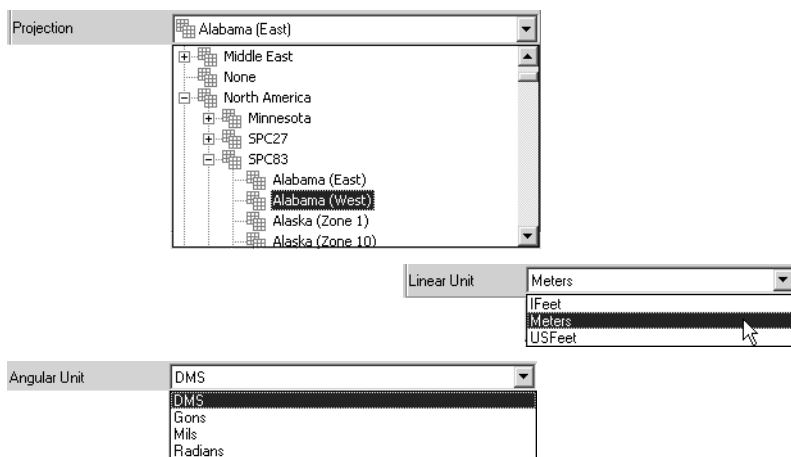 Projection
Alabama (East)
Middle East
None
North America
Minnesota
SPC27
SPC83
Alabama (East)
Alabama (West)
Alaska (Zone 1)
Alaska (Zone 10)
Linear Unit
Meters
IFeet
Meters
USFeet
Angular Unit
DMS
DMS
Gons
Mils
Radians